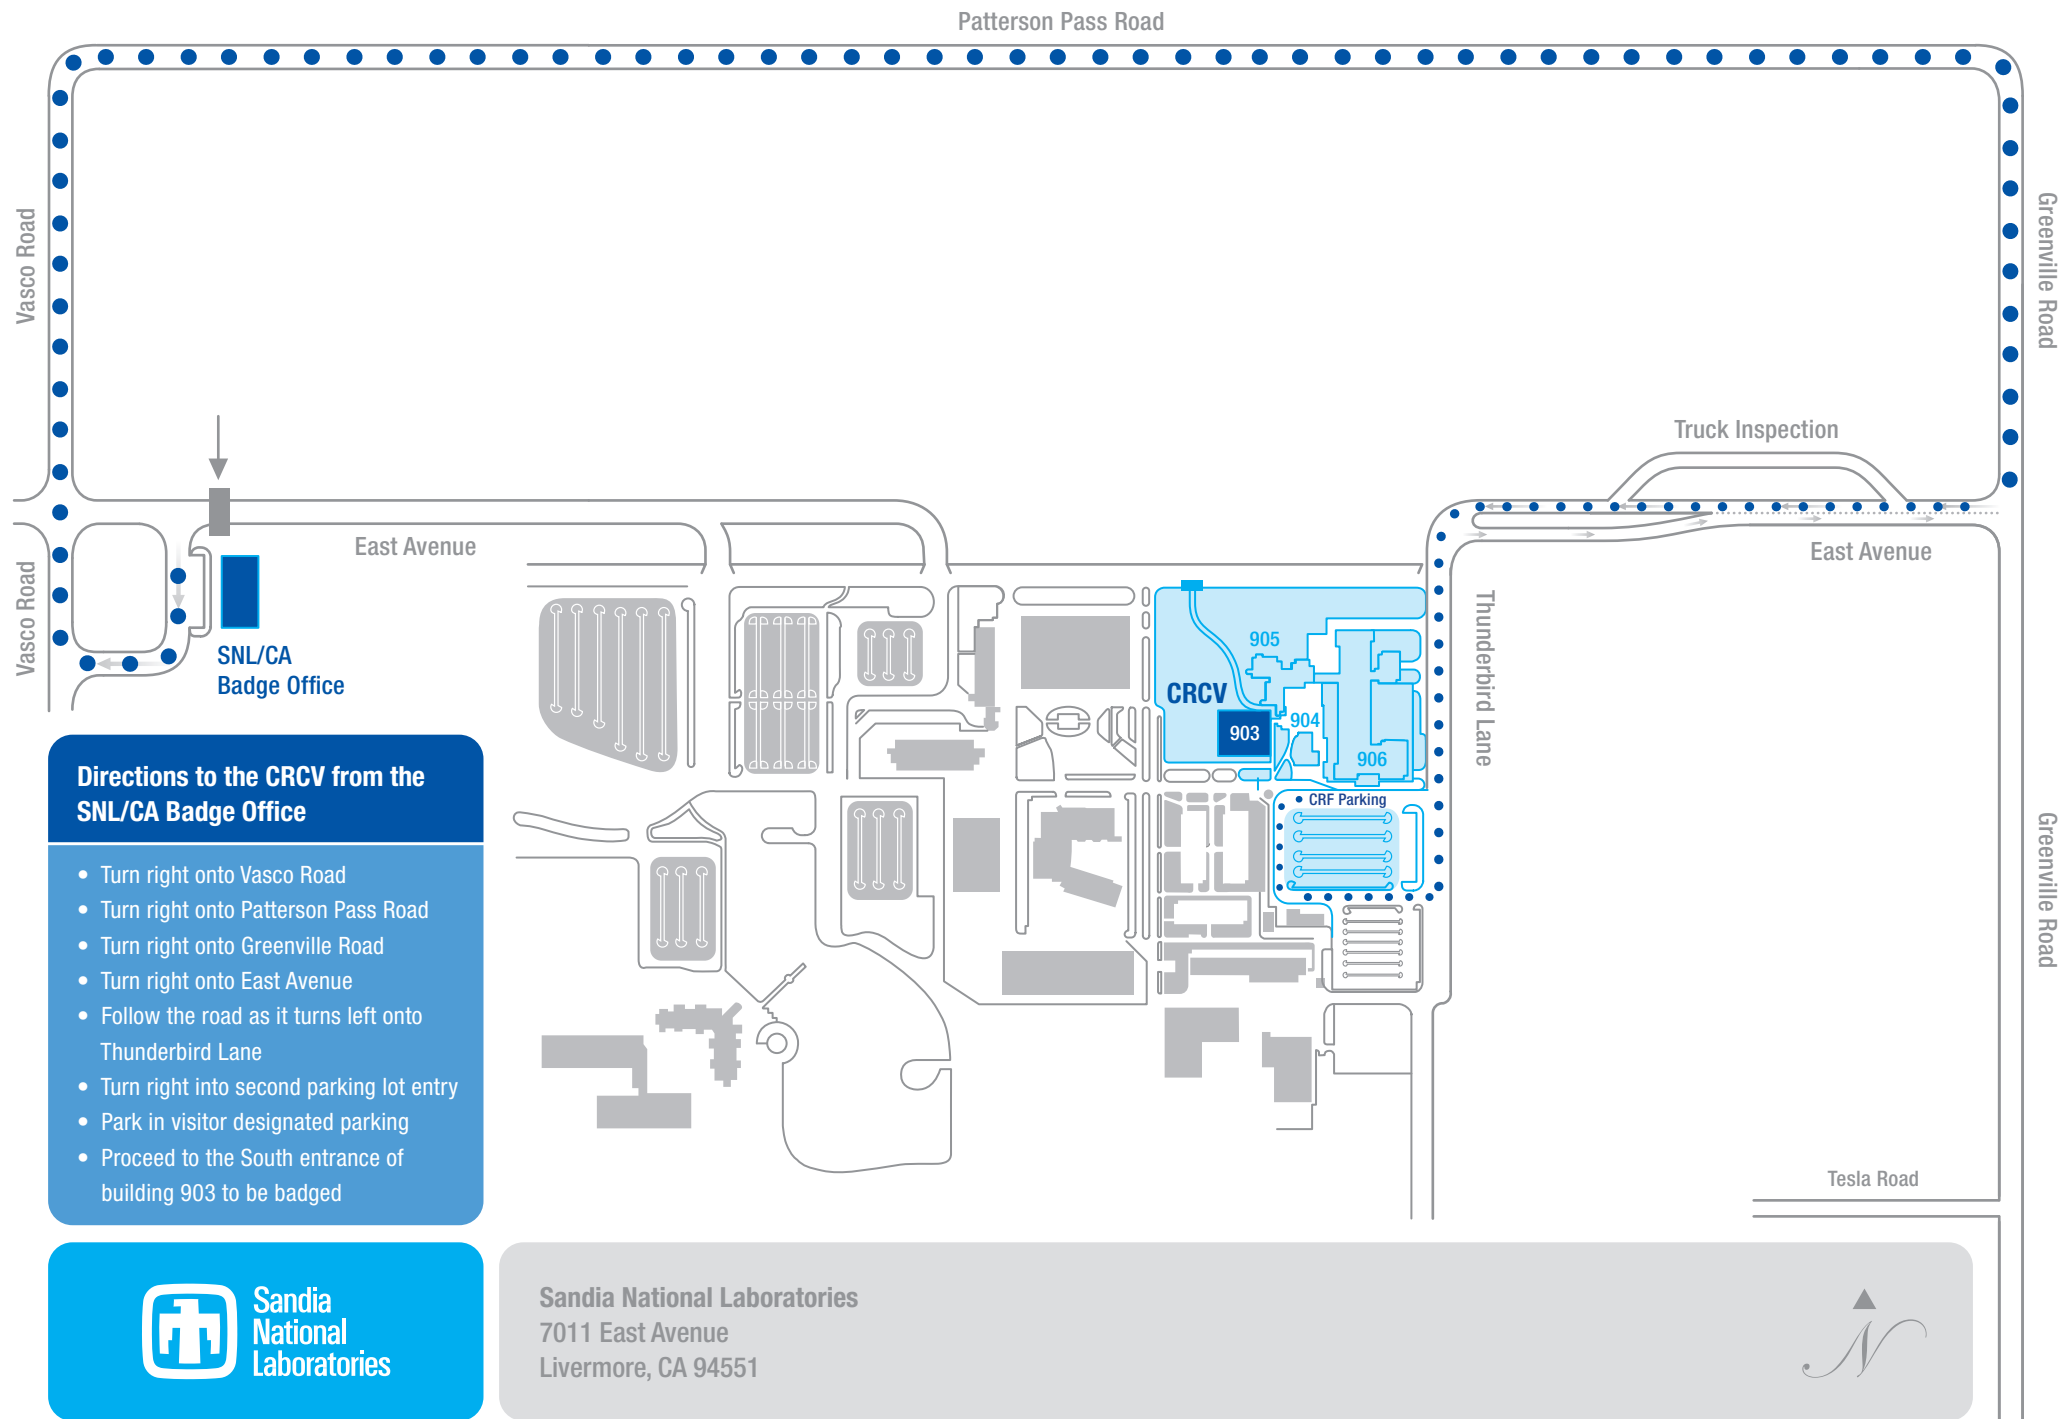 Patterson Pass Road
Vasco Road
Greenville Road
Truck Inspection
East Avenue
East Avenue
Vasco Road
SNL/CA
Badge Office
Thunderbird Lane
905
CRCV
904
903
906
CRF Parking
Greenville Road
Directions to the CRCV from the
SNL/CA Badge Office
• Turn right onto Vasco Road
• Turn right onto Patterson Pass Road
• Turn right onto Greenville Road
• Turn right onto East Avenue
• Follow the road as it turns left onto
Thunderbird Lane
• Turn right into second parking lot entry
• Park in visitor designated parking
• Proceed to the South entrance of
building 903 to be badged
Tesla Road
Sandia
National
Laboratories
Sandia National Laboratories
7011 East Avenue
Livermore, CA 94551
N